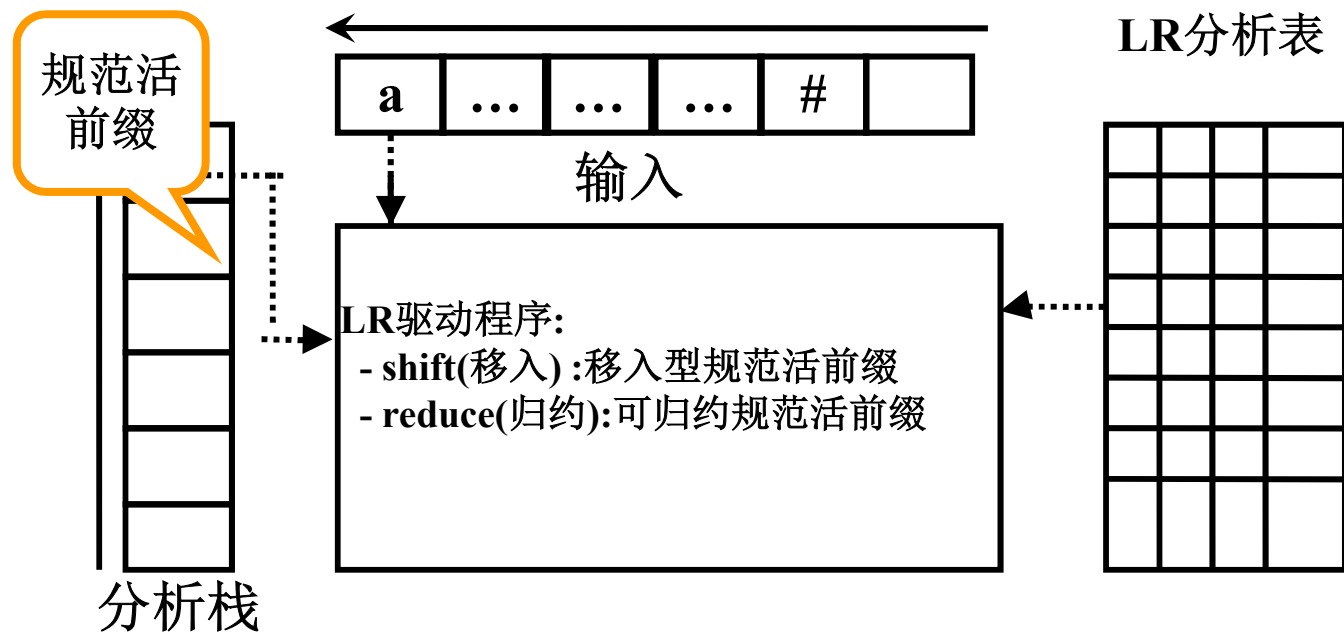 规范活
前缀
LR分析表
a … … … #
输入
LR驱动程序:
- shift(移入) :移入型规范活前缀
- reduce(归约):可归约规范活前缀
分析栈